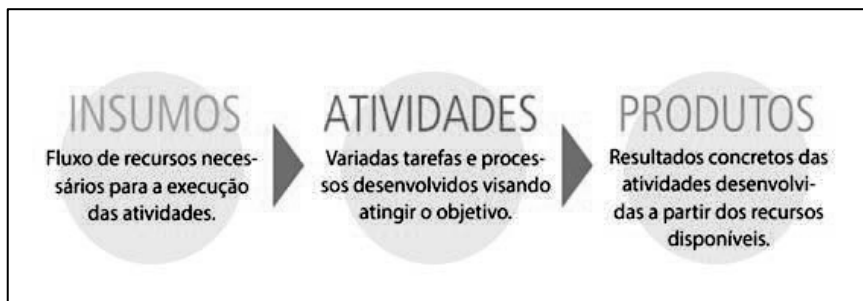 INSUMOS
Fluxo de recursos neces-
sários para a execução
das atividades.
ATIVIDADES
Variadas tarefas e proces-
sos desenvolvidos visando
atingir o objetivo.
PRODUTOS
Resultados concretos das
atividades desenvolvi-
das a partir dos recursos
disponíveis.